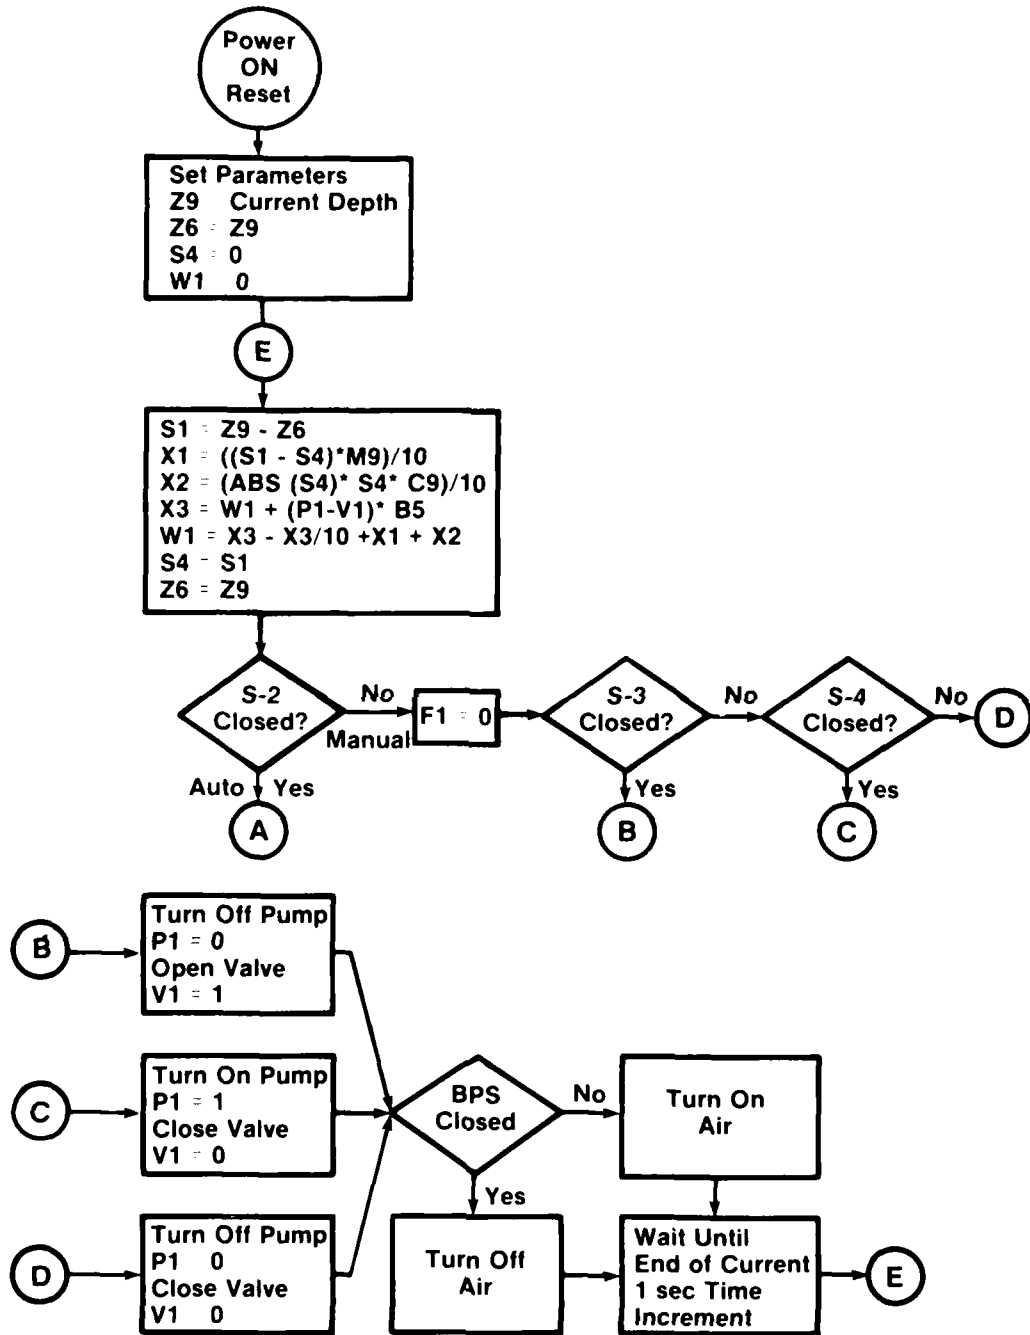 Power
ON
Reset
Set Parameters
Z9 Current Depth
Z6 = Z9
S4 = 0
W1 0
E
S1 = Z9 - Z6
X1 = ((S1 - S4)*M9)/10
X2 = (ABS (S4)* S4* C9)/10
X3 = W1 + (P1-V1)* B5
W1 = X3 - X3/10 +X1 + X2
S4 = S1
Z6 = Z9
S-2
Closed?
No
Manual
F1 = 0
S-3
Closed?
No
S-4
Closed?
No
D
Auto Yes
A
Yes
B
Yes
C
B
Turn Off Pump
P1 = 0
Open Valve
V1 = 1
C
Turn On Pump
P1 = 1
Close Valve
V1 = 0
BPS
Closed
No
Turn On
Air
Yes
D
Turn Off Pump
P1 0
Close Valve
V1 0
Turn Off
Air
Wait Until
End of Current
1 sec Time
Increment
E